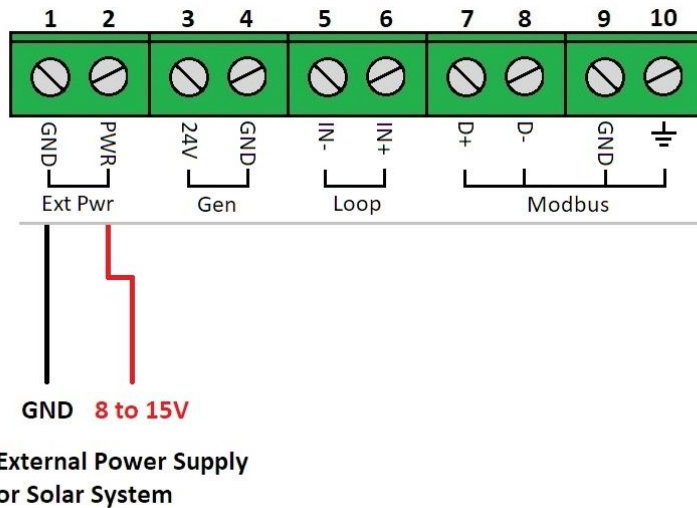 1 2 3 4 5 6 7 8 9 10
GND PWR 24V GND IN- IN+ D+ D- GND
Ext Pwr Gen Loop Modbus
GND 8 to 15V
External Power Supply
or Solar System